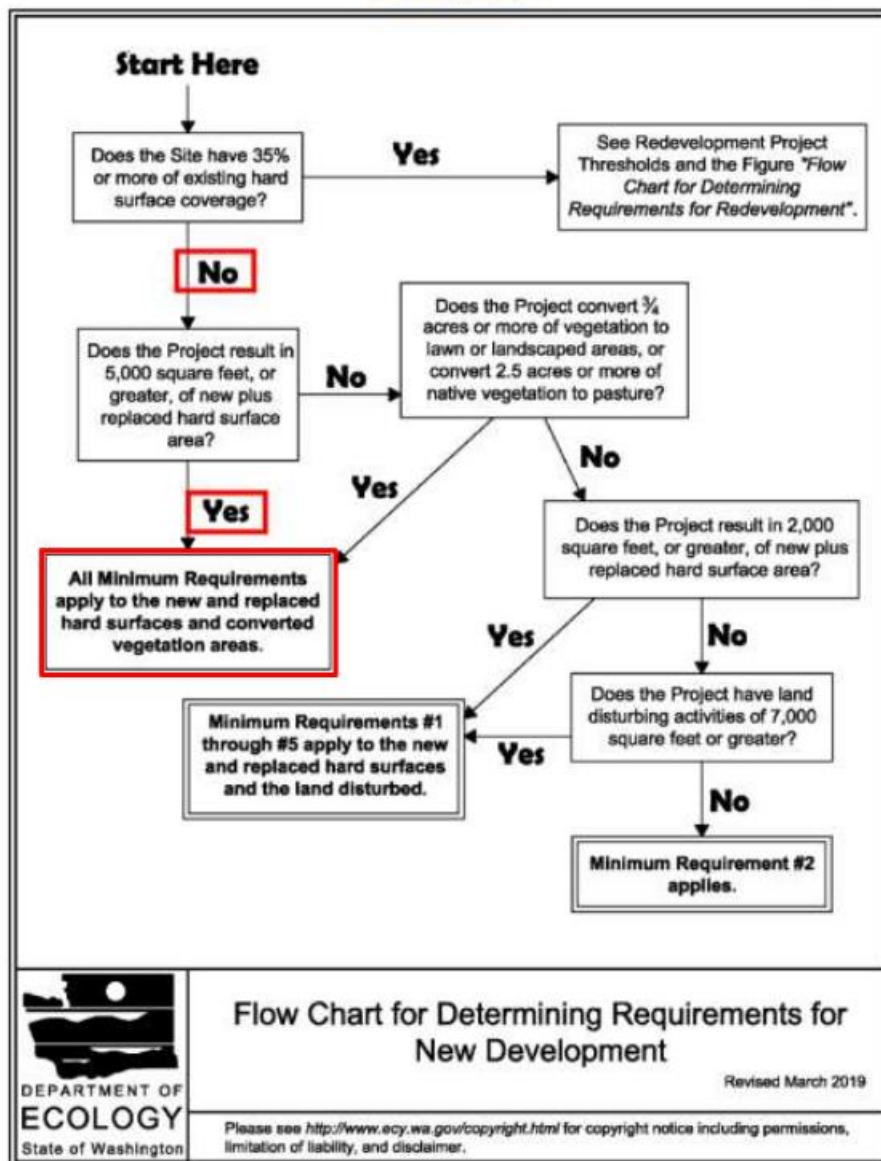 Start Here
Does the Site have 35%
or more of existing hard
surface coverage?
Yes
See Redevelopment Project
Thresholds and the Figure "Flow
Chart for Determining
Requirements for Redevelopment".
No
Does the Project result in
5,000 square feet, or
greater, of new plus
replaced hard surface
area?
No
Does the Project convert ¾
acres or more of vegetation to
lawn or landscaped areas, or
convert 2.5 acres or more of
native vegetation to pasture?
Yes
Yes
No
All Minimum Requirements
apply to the new and replaced
hard surfaces and converted
vegetation areas.
Does the Project result in 2,000
square feet, or greater, of new plus
replaced hard surface area?
Yes
No
Minimum Requirements #1
through #5 apply to the new
and replaced hard surfaces
and the land disturbed.
Yes
Does the Project have land
disturbing activities of 7,000
square feet or greater?
No
Minimum Requirement #2
applies.
DEPARTMENT OF
ECOLOGY
State of Washington
Flow Chart for Determining Requirements for
New Development
Revised March 2019
Please see http://www.ecy.wa.gov/copyright.html for copyright notice including permissions,
limitation of liability, and disclaimer.